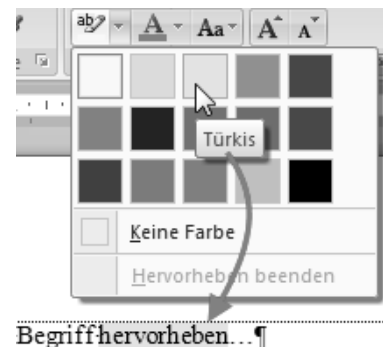 ab
A Aa A A
Türkis
Keine Farbe
Hervorheben beenden
Begriff·hervorheben…¶